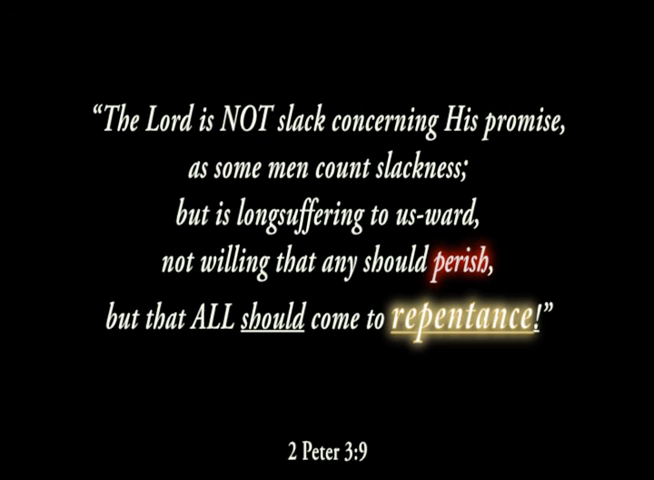 “The Lord is NOT slack concerning His promise,
as some men count slackness;
but is longsuffering to us-ward,
not willing that any should perish,
but that ALL should come to repentance!”
2 Peter 3:9